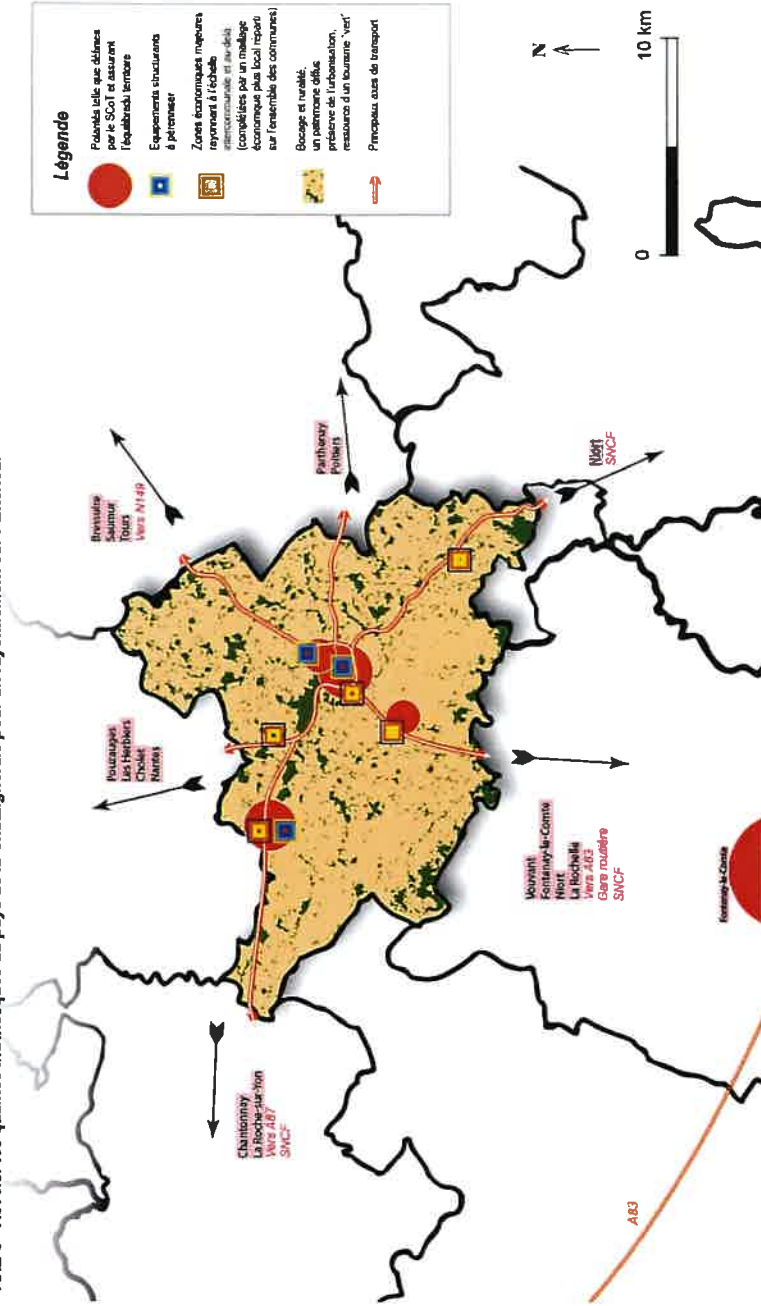 Légende
Polarités telle que définies
par le SCoT et assurant
l'équilibredu territoire
Equipements structurants
à pérenniser
Zones économiques majeures
rayonnant à l'échelle
intercommunale et au-delà
(complétées par un maillage
économique plus local réparti
sur l'ensemble des communes)
Bocage et ruralité.
un patrimoine diffus
préservé de l'urbanisation,
ressource d'un tourisme "vert"
Principaux axes de transport
N
0
10 km
Bressuire
Saumur
Tours
Vers N149
Parthenay
Poitiers
Niort
SNCF
Pouzauges
Les Herbiers
Cholet
Nantes
Chantonnay
La Roche-sur-Yon
Vers A87
SNCF
Vouvant
Fontenay-le-Comte
Niort
La Rochelle
Vers A83
Gare routière
SNCF
Fontenay-le-Comte
A83